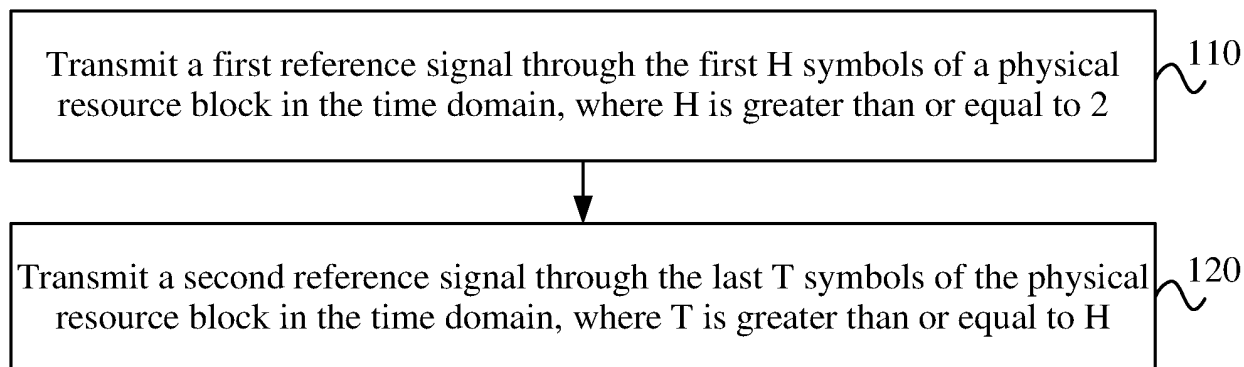 Transmit a first reference signal through the first H symbols of a physical
resource block in the time domain, where H is greater than or equal to 2
110
Transmit a second reference signal through the last T symbols of the physical
resource block in the time domain, where T is greater than or equal to H
120